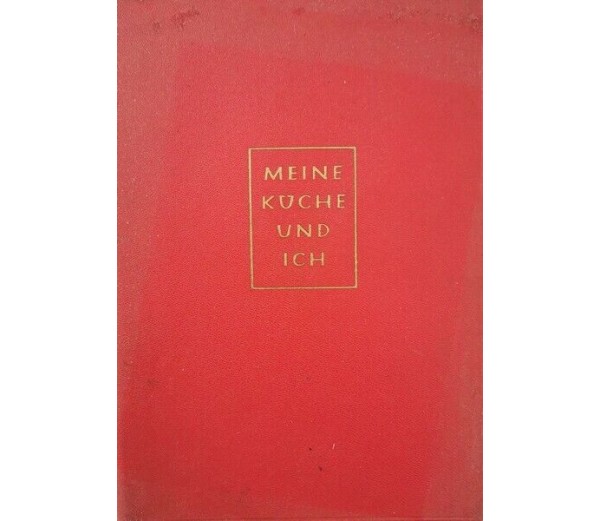 MEINE
KÜCHE
UND
ICH